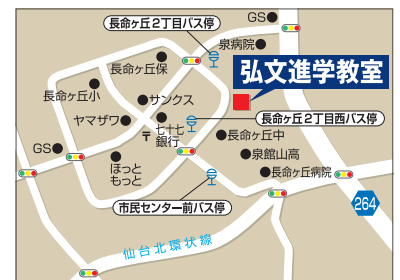 GS
長命ヶ丘2丁目バス停
泉病院
長命ヶ丘保
弘文進学教室
長命ヶ丘小
サンクス
ヤマザワ
〒
七十七
銀行
長命ヶ丘2丁目西バス停
長命ヶ丘中
GS
泉館山高
ほっと
もっと
長命ヶ丘病院
市民センター前バス停
264
仙台北環状線